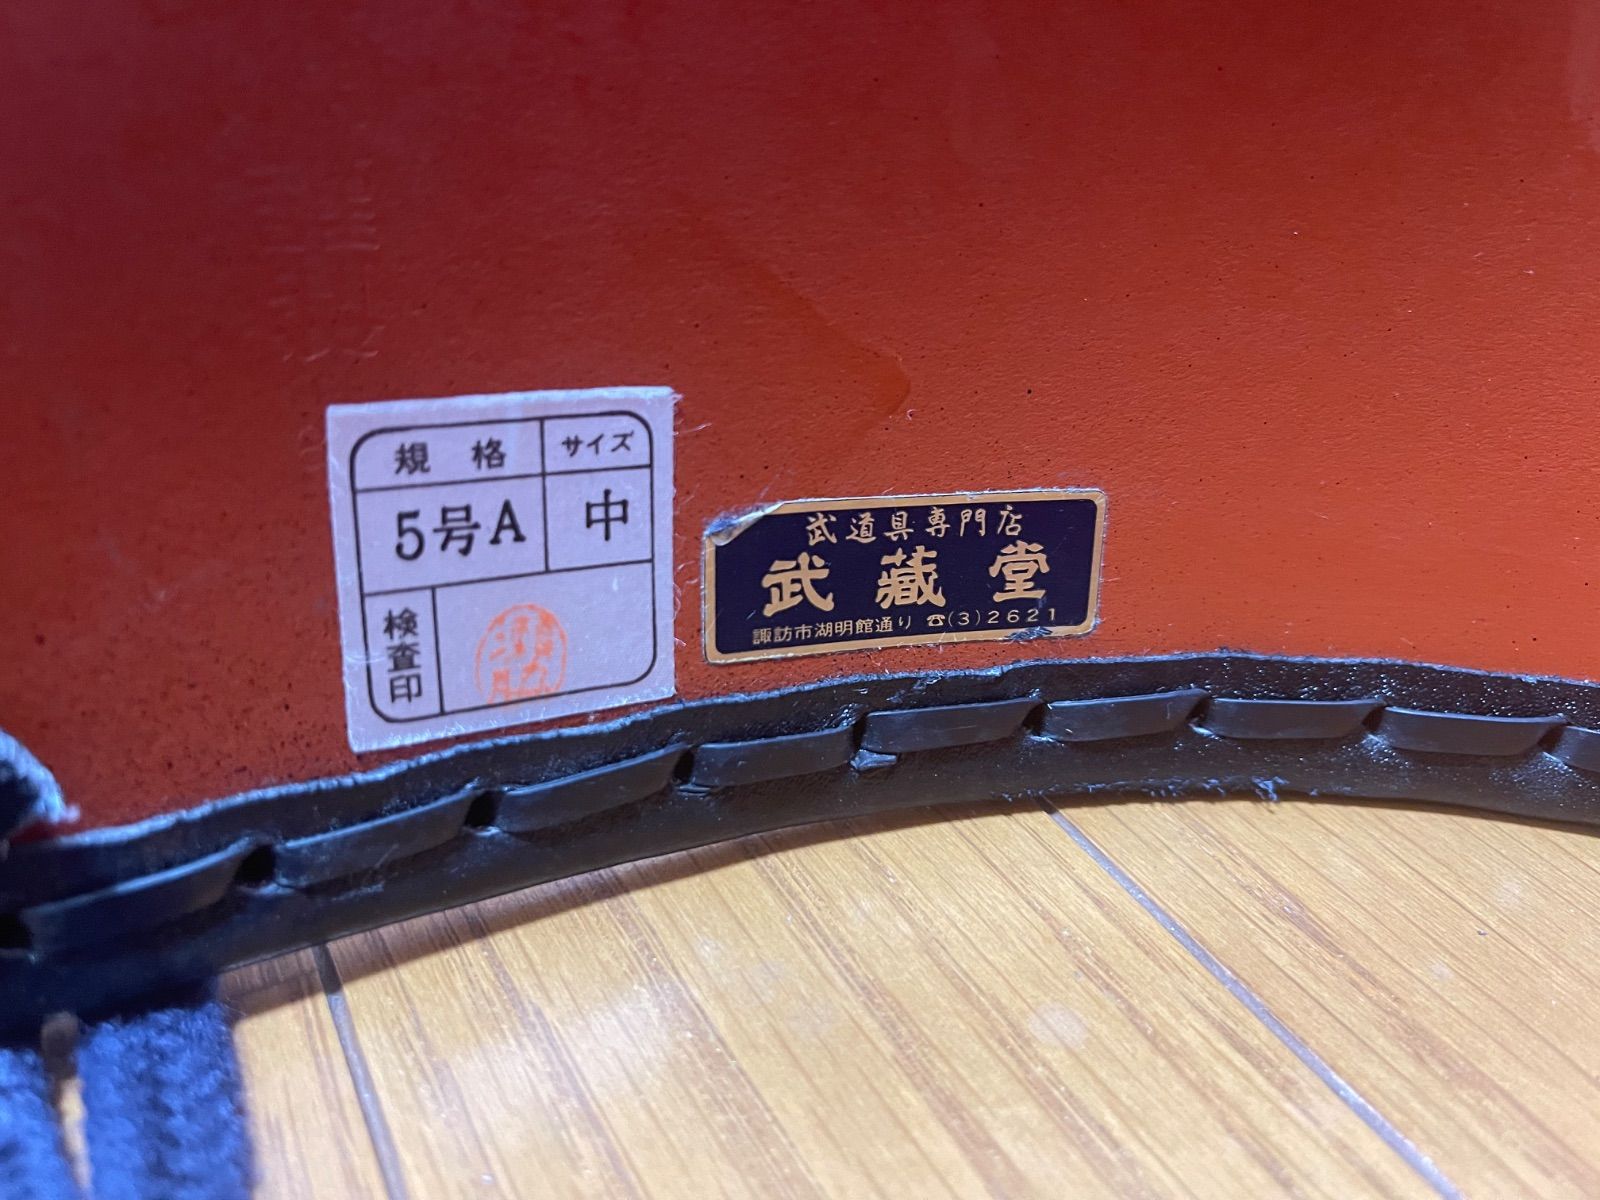 規格 サイズ
5号A 中
検査印
武道具専門店
武蔵堂
諏訪市湖明館通り ☎(3)2621